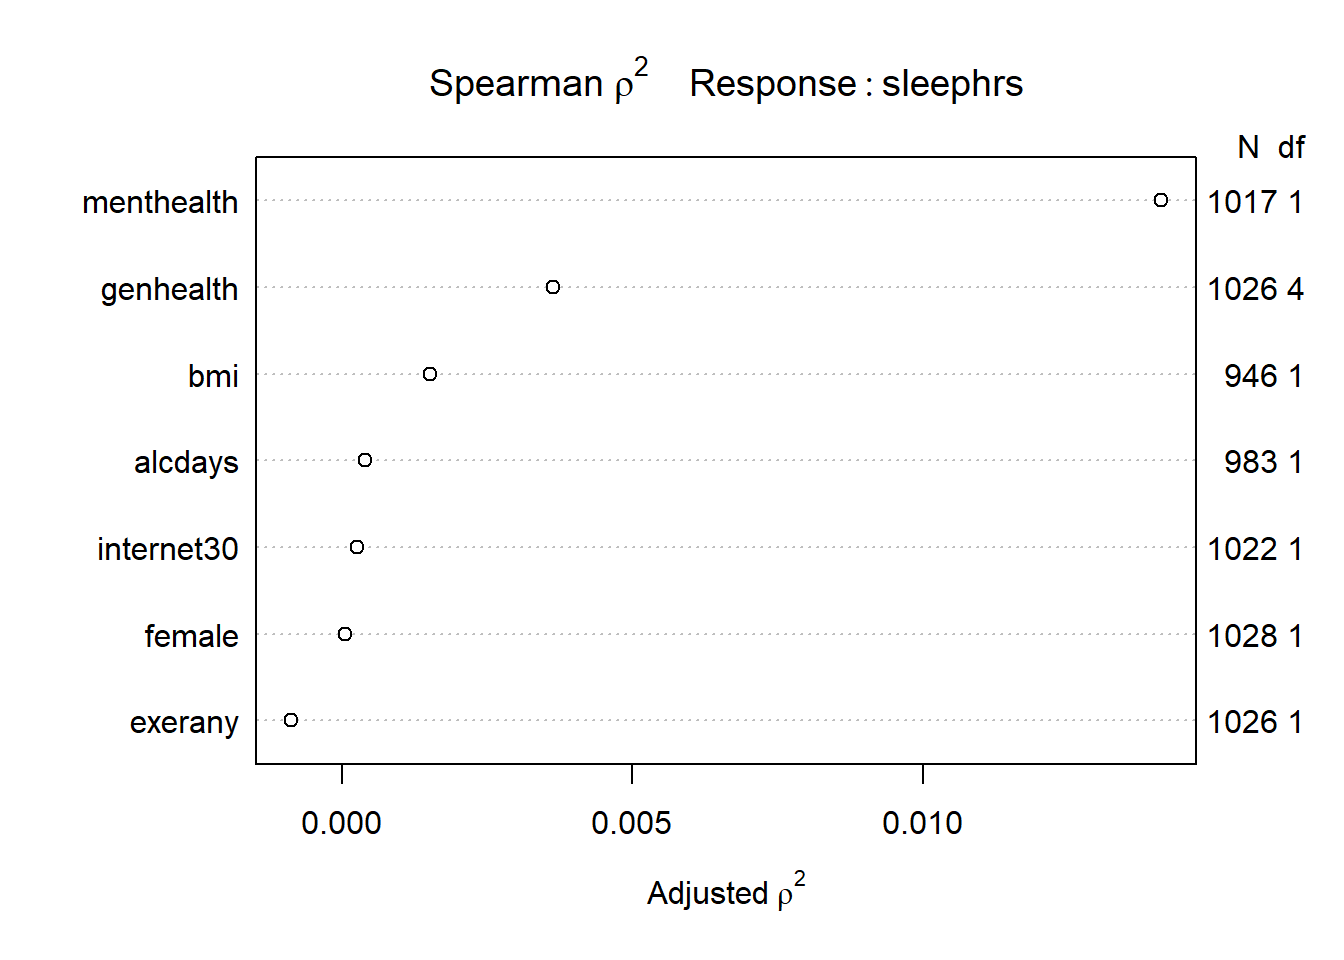 Spearman ρ² Response : sleephrs
N df
menthealth 1017 1
genhealth 1026 4
bmi 946 1
alcdays 983 1
internet30 1022 1
female 1028 1
exerany 1026 1
0.000 0.005 0.010
Adjusted ρ²